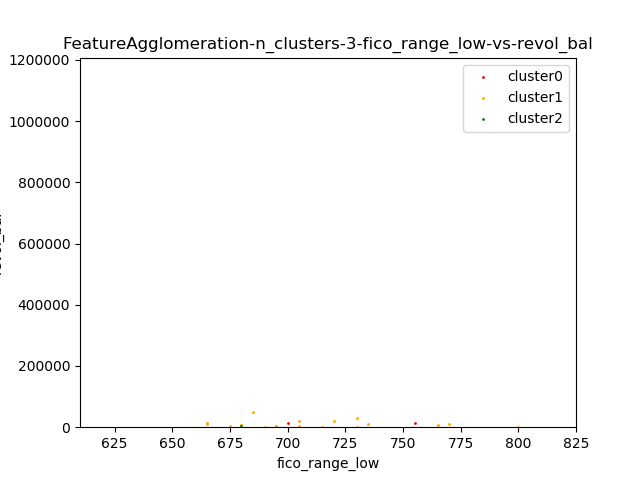 FeatureAgglomeration-n_clusters-3-fico_range_low-vs-revol_bal
cluster0
cluster1
cluster2
1200000
1000000
800000
600000
400000
200000
0
625 650 675 700 725 750 775 800 825
fico_range_low